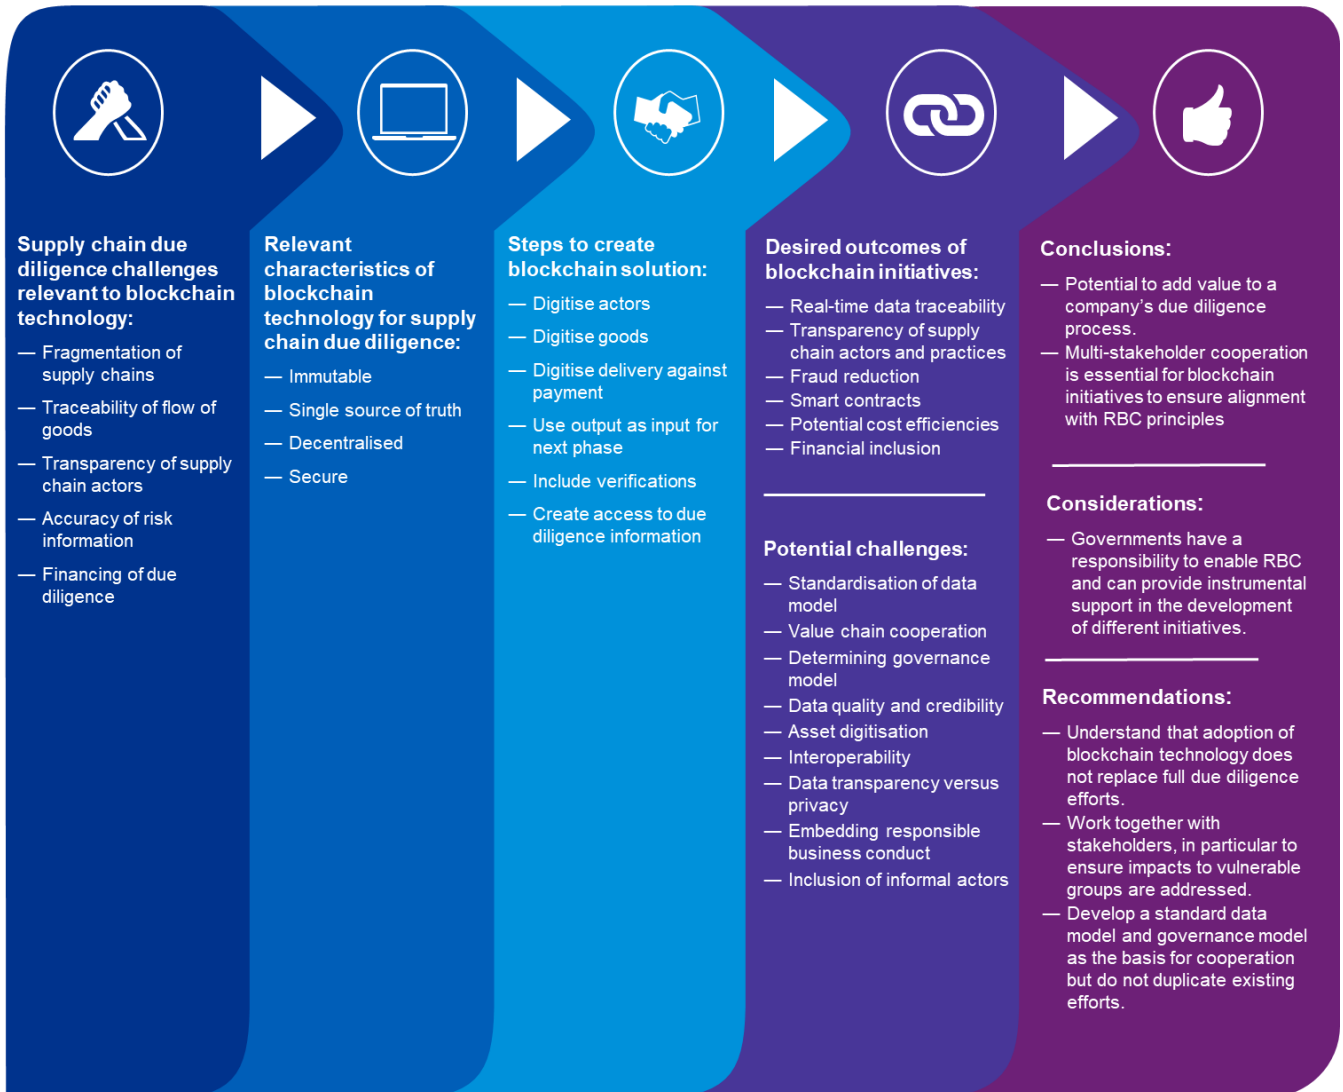 Supply chain due
diligence challenges
relevant to blockchain
technology:
— Fragmentation of
supply chains
— Traceability of flow of
goods
— Transparency of supply
chain actors
— Accuracy of risk
information
— Financing of due
diligence
Relevant
characteristics of
blockchain
technology for supply
chain due diligence:
— Immutable
— Single source of truth
— Decentralised
— Secure
Steps to create
blockchain solution:
— Digitise actors
— Digitise goods
— Digitise delivery against
payment
— Use output as input for
next phase
— Include verifications
— Create access to due
diligence information
Desired outcomes of
blockchain initiatives:
— Real-time data traceability
— Transparency of supply
chain actors and practices
— Fraud reduction
— Smart contracts
— Potential cost efficiencies
— Financial inclusion
Potential challenges:
— Standardisation of data
model
— Value chain cooperation
— Determining governance
model
— Data quality and credibility
— Asset digitisation
— Interoperability
— Data transparency versus
privacy
— Embedding responsible
business conduct
— Inclusion of informal actors
Conclusions:
— Potential to add value to a
company's due diligence
process.
— Multi-stakeholder cooperation
is essential for blockchain
initiatives to ensure alignment
with RBC principles
Considerations:
— Governments have a
responsibility to enable RBC
and can provide instrumental
support in the development
of different initiatives.
Recommendations:
— Understand that adoption of
blockchain technology does
not replace full due diligence
efforts.
— Work together with
stakeholders, in particular to
ensure impacts to vulnerable
groups are addressed.
— Develop a standard data
model and governance model
as the basis for cooperation
but do not duplicate existing
efforts.